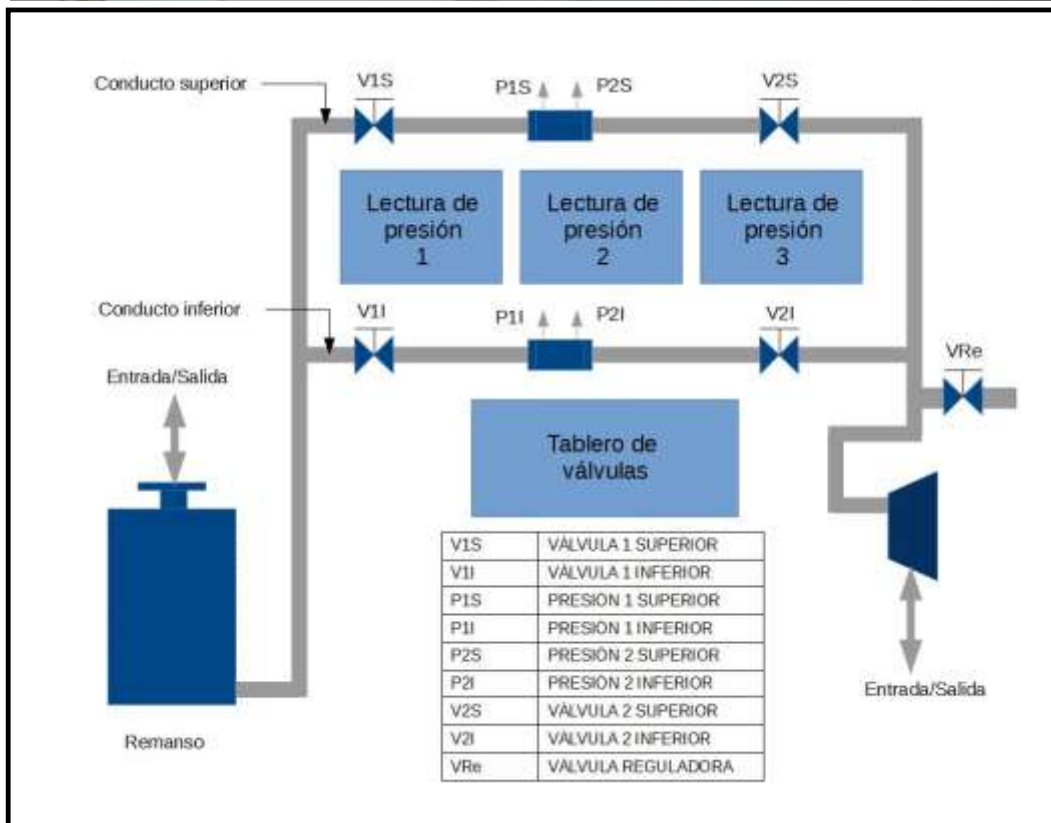 Conducto superior
V1S
P1S
P2S
V2S
Lectura de
presión
1
Lectura de
presión
2
Lectura de
presión
3
Conducto inferior
V1I
P1I
P2I
V2I
VRe
Entrada/Salida
Tablero de
válvulas
V1S VÁLVULA 1 SUPERIOR
V1I VÁLVULA 1 INFERIOR
P1S PRESIÓN 1 SUPERIOR
P1I PRESIÓN 1 INFERIOR
P2S PRESIÓN 2 SUPERIOR
P2I PRESIÓN 2 INFERIOR
V2S VÁLVULA 2 SUPERIOR
V2I VÁLVULA 2 INFERIOR
VRe VÁLVULA REGULADORA
Entrada/Salida
Remanso